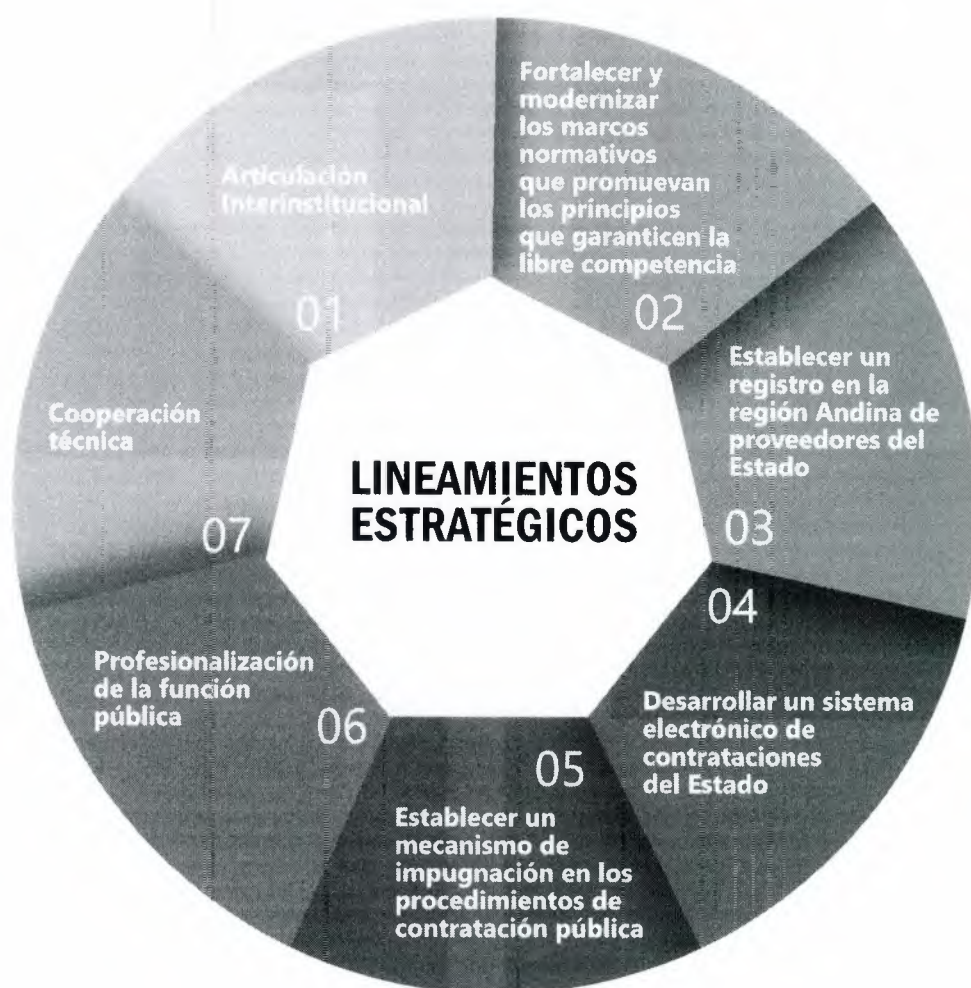 Articulación
Interinstitucional
01
Fortalecer y
modernizar
los marcos
normativos
que promuevan
los principios
que garanticen la
libre competencia
02
Establecer un
registro en la
región Andina de
proveedores del
Estado
03
04
Desarrollar un sistema
electrónico de
contrataciones
del Estado
05
Establecer un
mecanismo de
impugnación en los
procedimientos de
contratación pública
Profesionalización
de la función
pública
06
Cooperación
técnica
07
LINEAMIENTOS
ESTRATÉGICOS